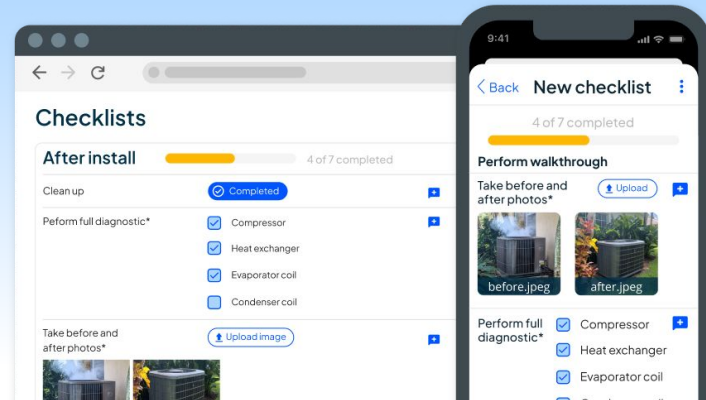 Checklists
After install
4 of 7 completed
Clean up
Completed
Peform full diagnostic*
Compressor
Heat exchanger
Evaporator coil
Condenser coil
Take before and
after photos*
Upload image
9:41
Back
New checklist
4 of 7 completed
Perform walkthrough
Take before and
after photos*
Upload
before.jpeg
after.jpeg
Perform full
diagnostic*
Compressor
Heat exchanger
Evaporator coil